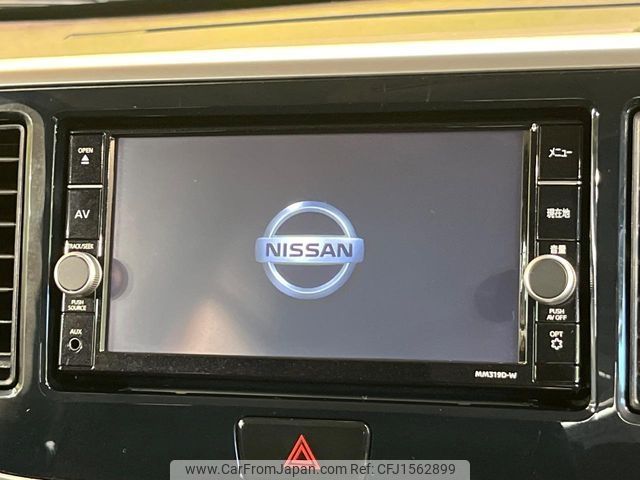 OPEN
AV
TRACK/SEEK
PUSH
SOURCE
AUX
NISSAN
メニュー
現在地
音量
PUSH
AV OFF
OPT
MM319D-W
www.CarFromJapan.com - CFJ1562899